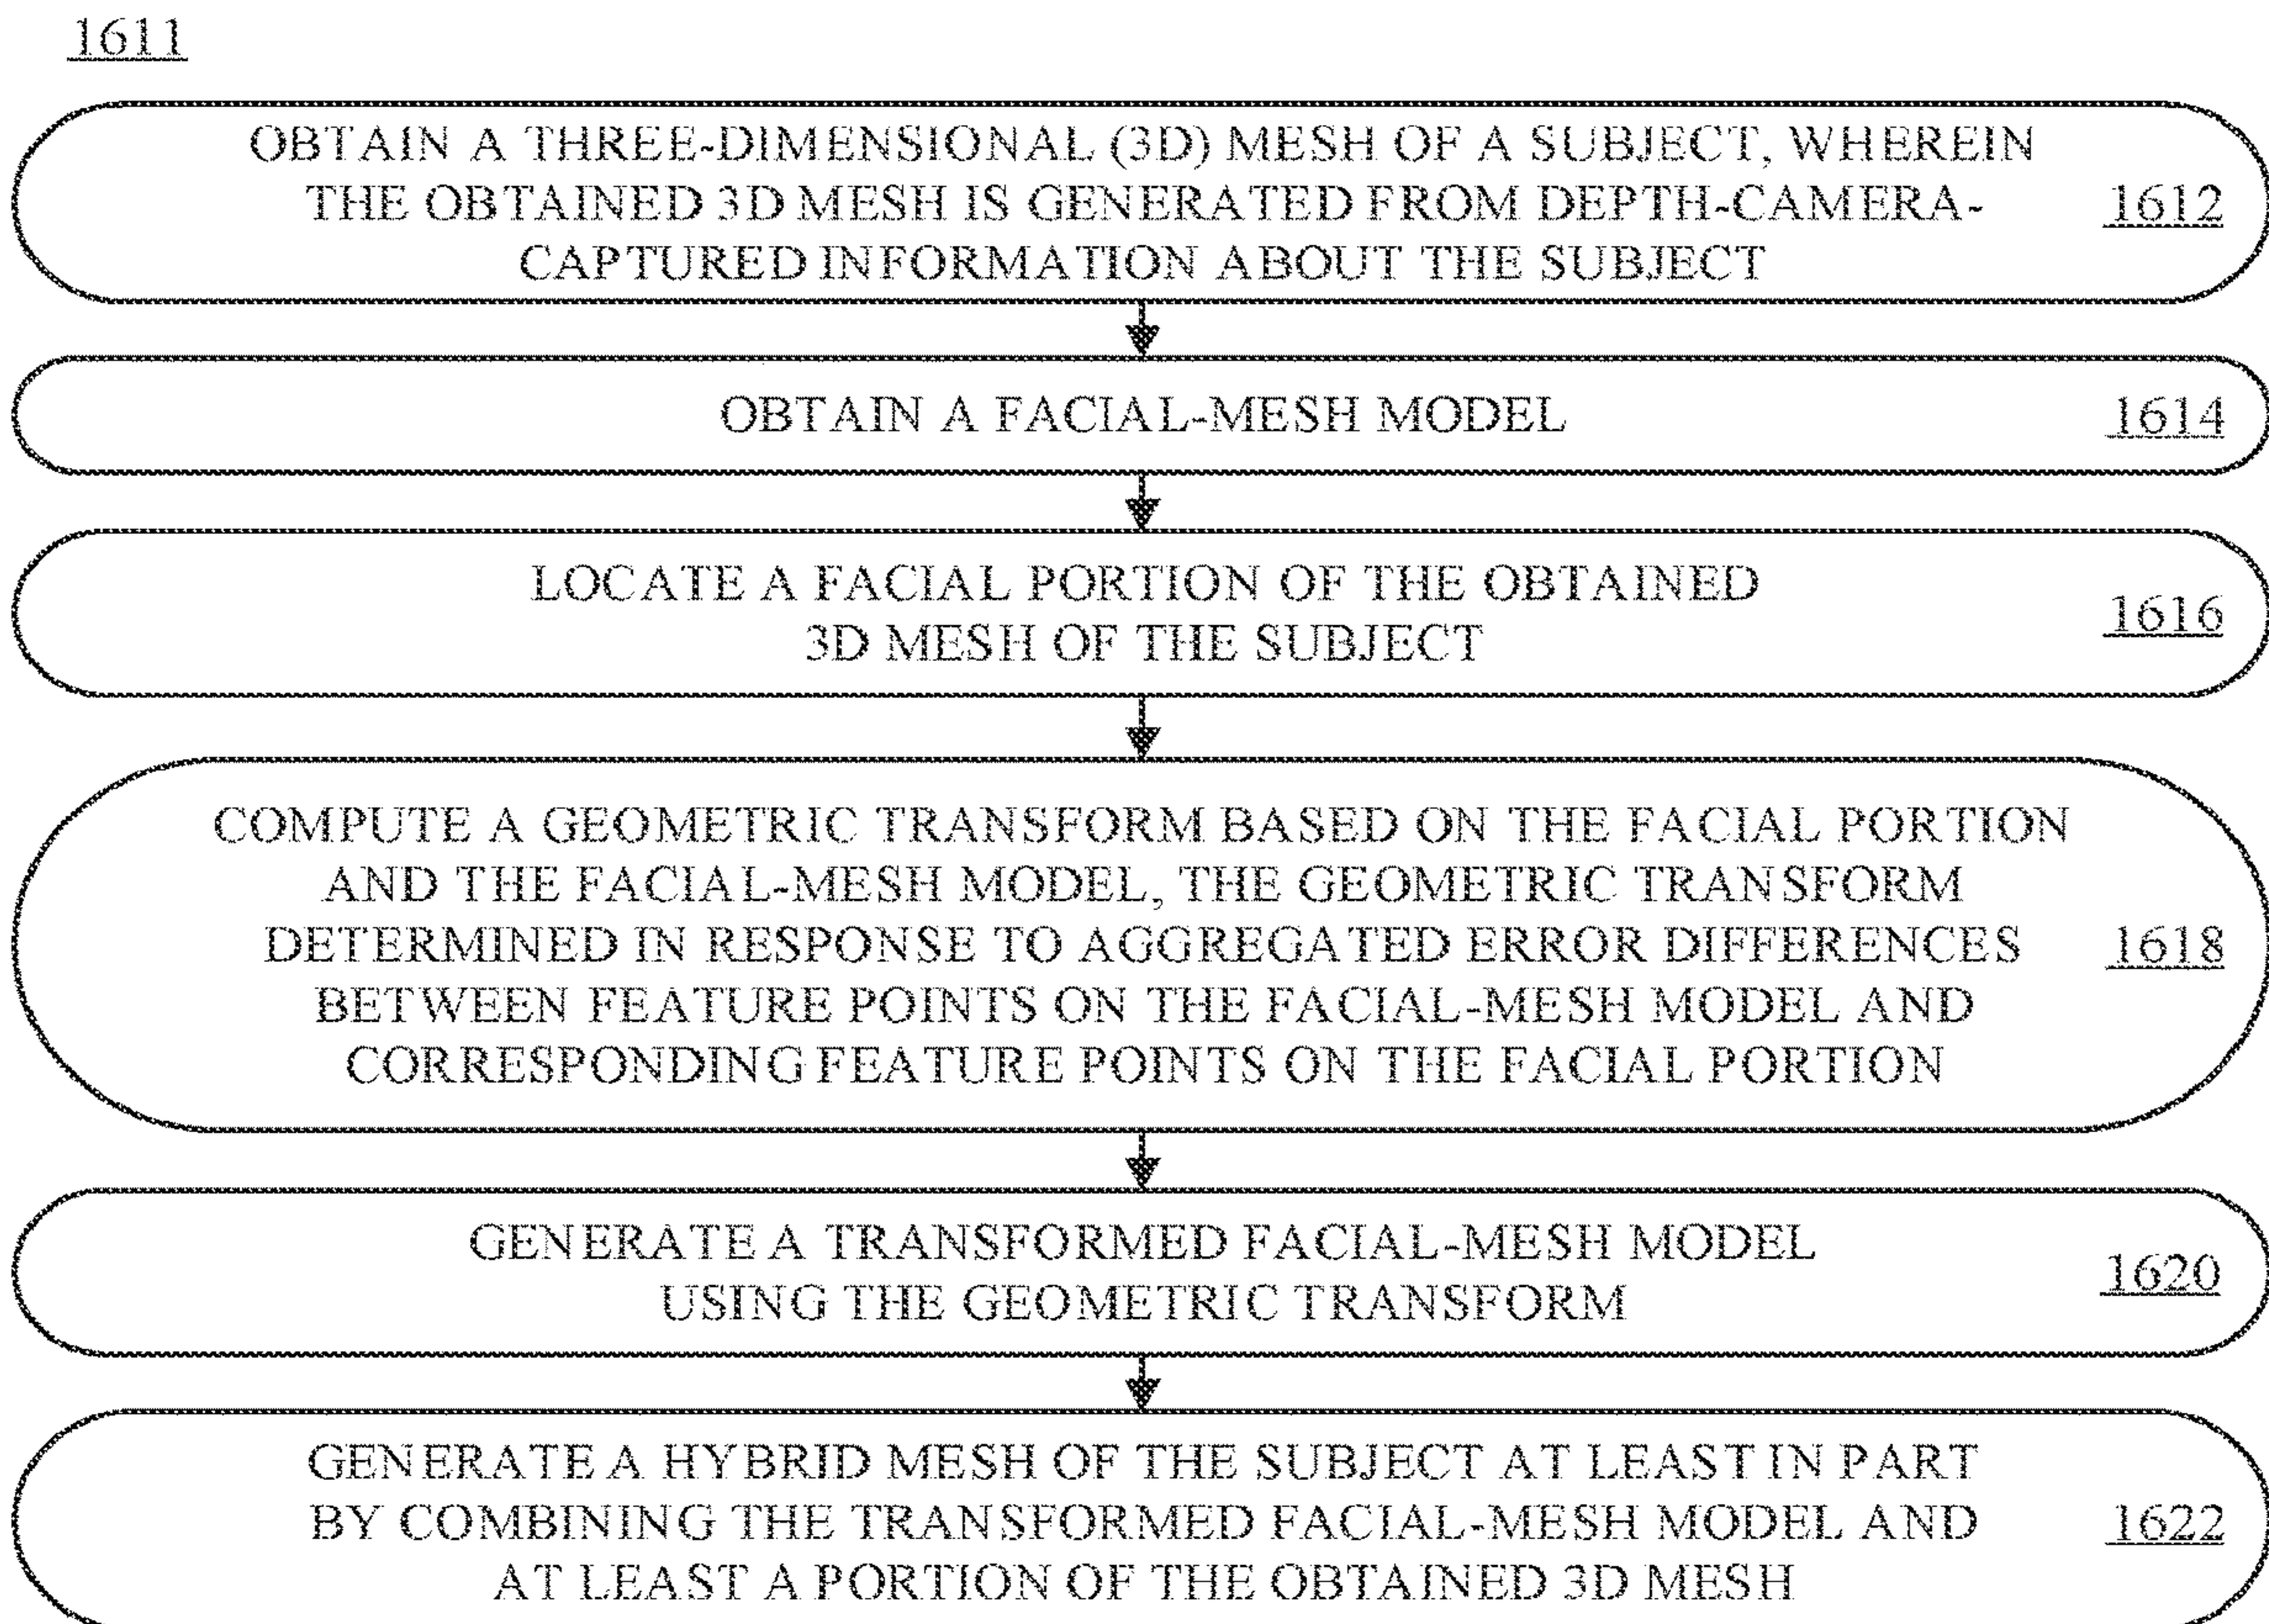 1611
OBTAIN A THREE-DIMENSIONAL (3D) MESH OF A SUBJECT, WHEREIN
THE OBTAINED 3D MESH IS GENERATED FROM DEPTH-CAMERA-
1612
CAPTURED INFORMATION ABOUT THE SUBJECT
OBTAIN A FACIAL-MESH MODEL
1614
LOCATE A FACIAL PORTION OF THE OBTAINED
3D MESH OF THE SUBJECT
1616
COMPUTE A GEOMETRIC TRANSFORM BASED ON THE FACIAL PORTION
AND THE FACIAL-MESH MODEL, THE GEOMETRIC TRANSFORM
DETERMINED IN RESPONSE TO AGGREGATED ERROR DIFFERENCES
1618
BETWEEN FEATURE POINTS ON THE FACIAL-MESH MODEL AND
CORRESPONDING FEATURE POINTS ON THE FACIAL PORTION
GENERATE A TRANSFORMED FACIAL-MESH MODEL
USING THE GEOMETRIC TRANSFORM
1620
GENERATE A HYBRID MESH OF THE SUBJECT AT LEAST IN PART
BY COMBINING THE TRANSFORMED FACIAL-MESH MODEL AND
1622
AT LEAST A PORTION OF THE OBTAINED 3D MESH